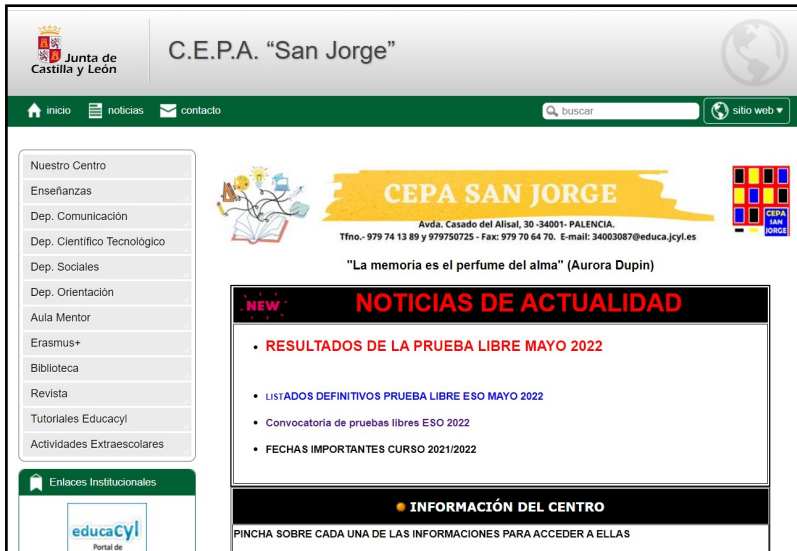 Junta de
Castilla y León
C.E.P.A. “San Jorge”
inicio
noticias
contacto
buscar
sitio web ▾
Nuestro Centro
Enseñanzas
Dep. Comunicación
Dep. Científico Tecnológico
Dep. Sociales
Dep. Orientación
Aula Mentor
Erasmus+
Biblioteca
Revista
Tutoriales Educacyl
Actividades Extraescolares
Enlaces Institucionales
educacyl
Portal de
CEPA SAN JORGE
Avda. Casado del Alisal, 30 -34001- PALENCIA.
Tfno.- 979 74 13 89 y 979750725 - Fax: 979 70 64 70. E-mail: 34003087@educa.jcyl.es
CEPA
SAN
JORGE
"La memoria es el perfume del alma" (Aurora Dupin)
NEW
NOTICIAS DE ACTUALIDAD
• RESULTADOS DE LA PRUEBA LIBRE MAYO 2022
• LISTADOS DEFINITIVOS PRUEBA LIBRE ESO MAYO 2022
• Convocatoria de pruebas libres ESO 2022
• FECHAS IMPORTANTES CURSO 2021/2022
INFORMACIÓN DEL CENTRO
PINCHA SOBRE CADA UNA DE LAS INFORMACIONES PARA ACCEDER A ELLAS